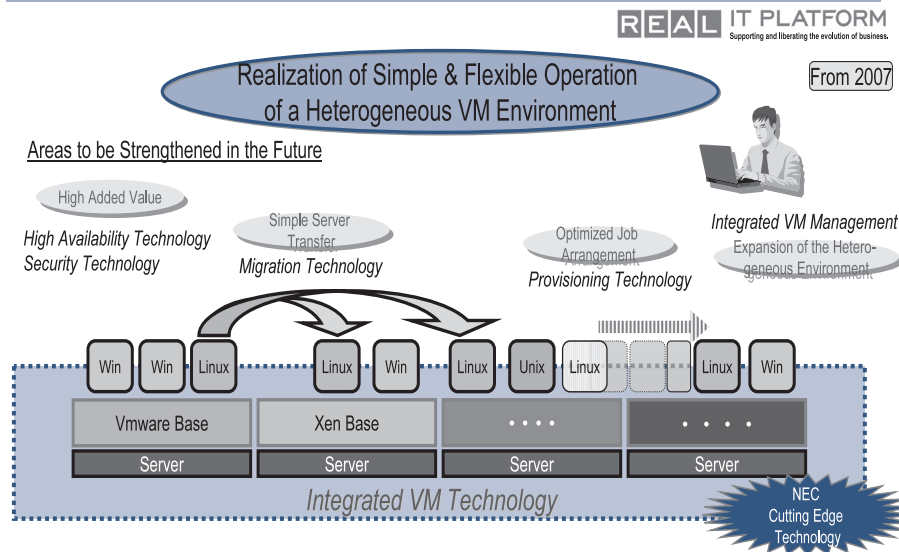 REAL IT PLATFORM
Supporting and liberating the evolution of business.
Realization of Simple & Flexible Operation
of a Heterogeneous VM Environment
From 2007
Areas to be Strengthened in the Future
High Added Value
High Availability Technology
Security Technology
Simple Server
Transfer
Migration Technology
Optimized Job
Arrangement
Provisioning Technology
Integrated VM Management
Expansion of the Hetero-
geneous Environment
Win Win Linux Linux Win Linux Unix Linux Linux Win
Vmware Base Xen Base • • • • • • • •
Server Server Server Server
Integrated VM Technology
NEC
Cutting Edge
Technology